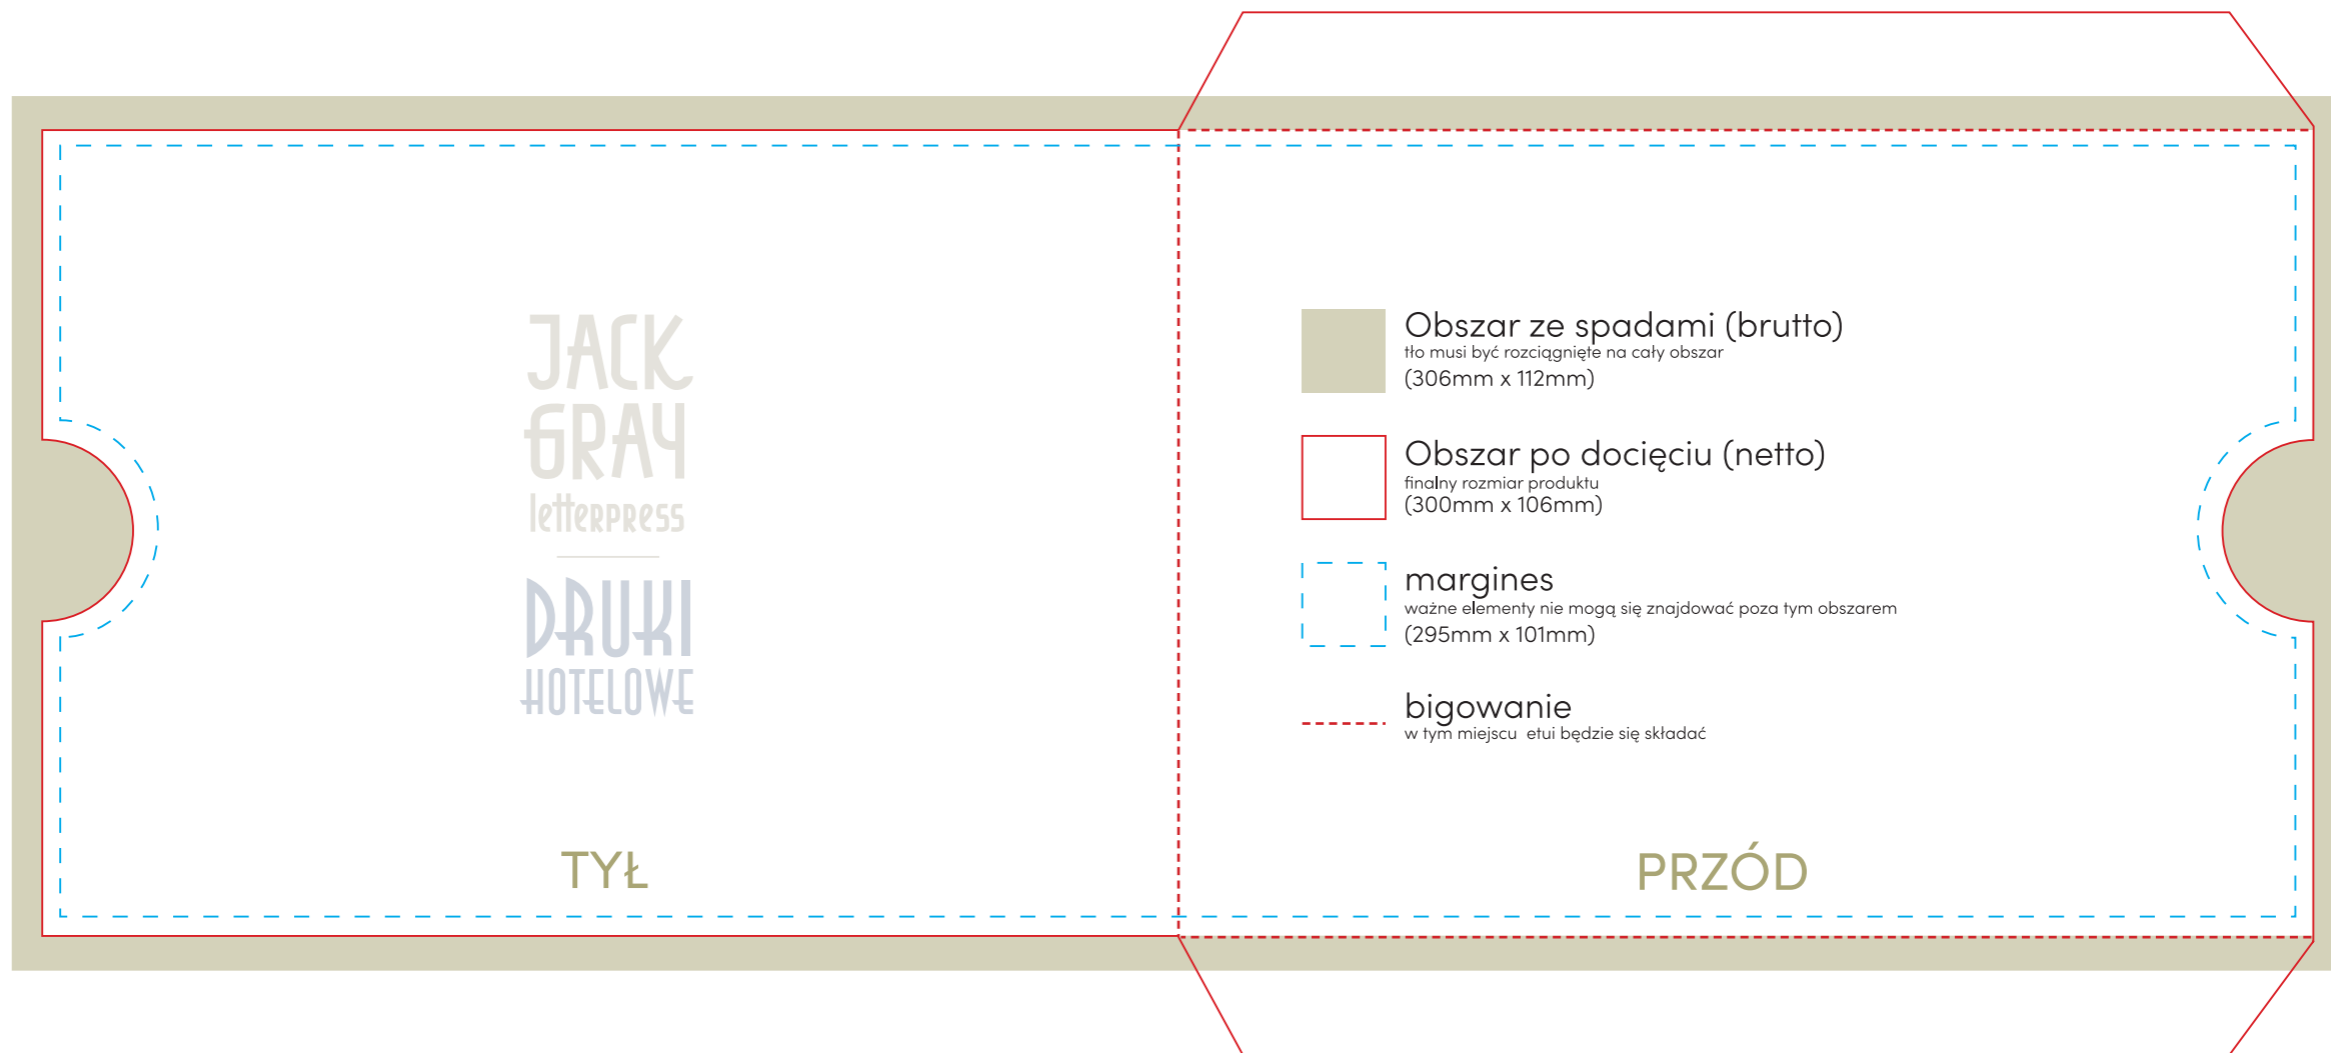 JACK
GRAY
letterpress
DRUKI
HOTELOWE
TYŁ
Obszar ze spadami (brutto)
tło musi być rozciągnięte na cały obszar
(306mm x 112mm)
Obszar po docięciu (netto)
finalny rozmiar produktu
(300mm x 106mm)
margines
ważne elementy nie mogą się znajdować poza tym obszarem
(295mm x 101mm)
bigowanie
w tym miejscu etui będzie się składać
PRZÓD